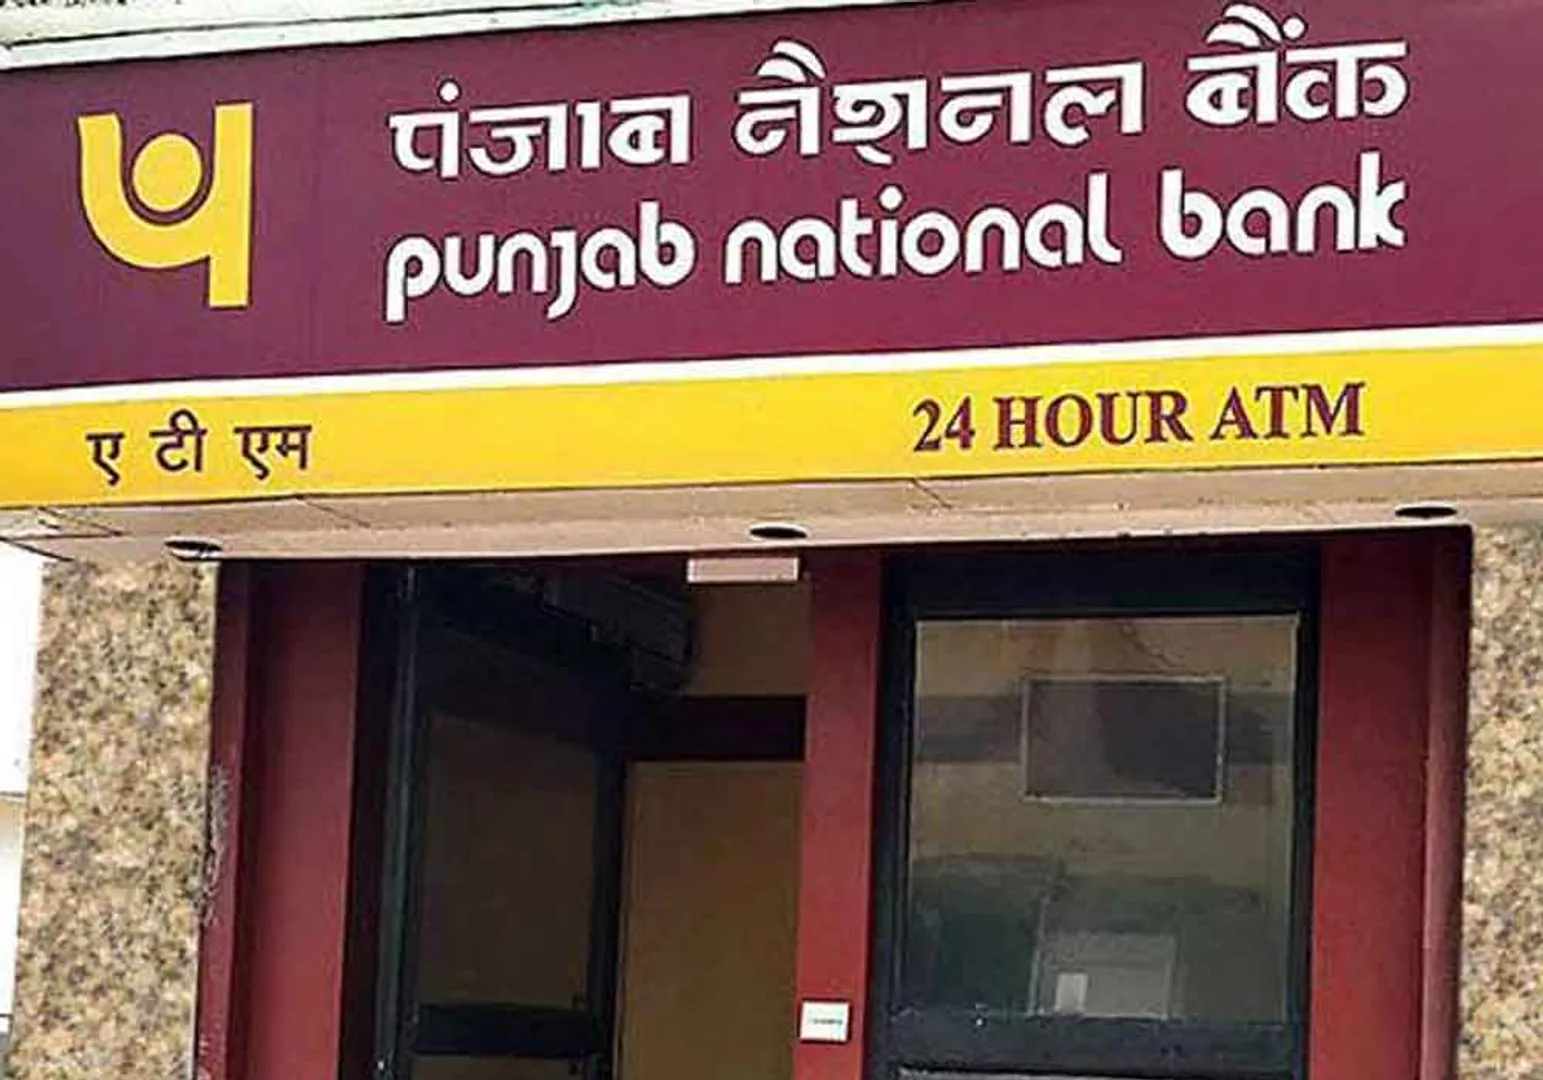 पंजाब नैशनल बैंक
punjab national bank
ए टी एम 24 HOUR ATM